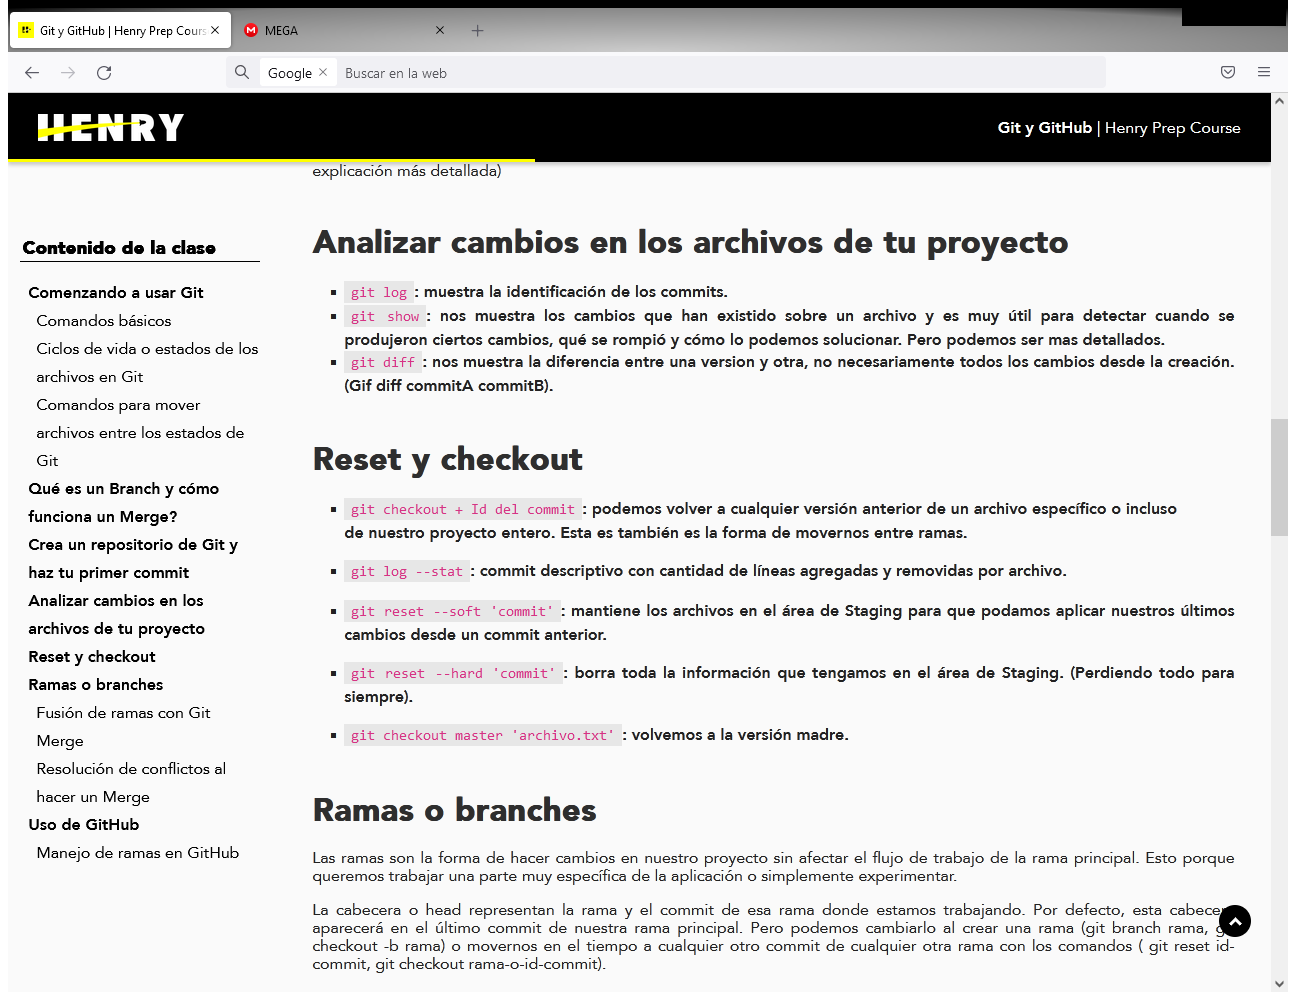 Git y GitHub | Henry Prep Cours
MEGA
Google
Buscar en la web
HENRY
Git y GitHub | Henry Prep Course
explicación más detallada)
Contenido de la clase
Comenzando a usar Git
Comandos básicos
Ciclos de vida o estados de los
archivos en Git
Comandos para mover
archivos entre los estados de
Git
Qué es un Branch y cómo
funciona un Merge?
Crea un repositorio de Git y
haz tu primer commit
Analizar cambios en los
archivos de tu proyecto
Reset y checkout
Ramas o branches
Fusión de ramas con Git
Merge
Resolución de conflictos al
hacer un Merge
Uso de GitHub
Manejo de ramas en GitHub
Analizar cambios en los archivos de tu proyecto
git log : muestra la identificación de los commits.
git show : nos muestra los cambios que han existido sobre un archivo y es muy útil para detectar cuando se
produjeron ciertos cambios, qué se rompió y cómo lo podemos solucionar. Pero podemos ser mas detallados.
git diff : nos muestra la diferencia entre una version y otra, no necesariamente todos los cambios desde la creación.
(Gif diff commitA commitB).
Reset y checkout
git checkout + Id del commit : podemos volver a cualquier versión anterior de un archivo específico o incluso
de nuestro proyecto entero. Esta es también es la forma de movernos entre ramas.
git log --stat : commit descriptivo con cantidad de líneas agregadas y removidas por archivo.
git reset --soft 'commit' : mantiene los archivos en el área de Staging para que podamos aplicar nuestros últimos
cambios desde un commit anterior.
git reset --hard 'commit' : borra toda la información que tengamos en el área de Staging. (Perdiendo todo para
siempre).
git checkout master 'archivo.txt' : volvemos a la versión madre.
Ramas o branches
Las ramas son la forma de hacer cambios en nuestro proyecto sin afectar el flujo de trabajo de la rama principal. Esto porque
queremos trabajar una parte muy específica de la aplicación o simplemente experimentar.
La cabecera o head representan la rama y el commit de esa rama donde estamos trabajando. Por defecto, esta cabecer
aparecerá en el último commit de nuestra rama principal. Pero podemos cambiarlo al crear una rama (git branch rama, g
checkout -b rama) o movernos en el tiempo a cualquier otro commit de cualquier otra rama con los comandos ( git reset id-
commit, git checkout rama-o-id-commit).